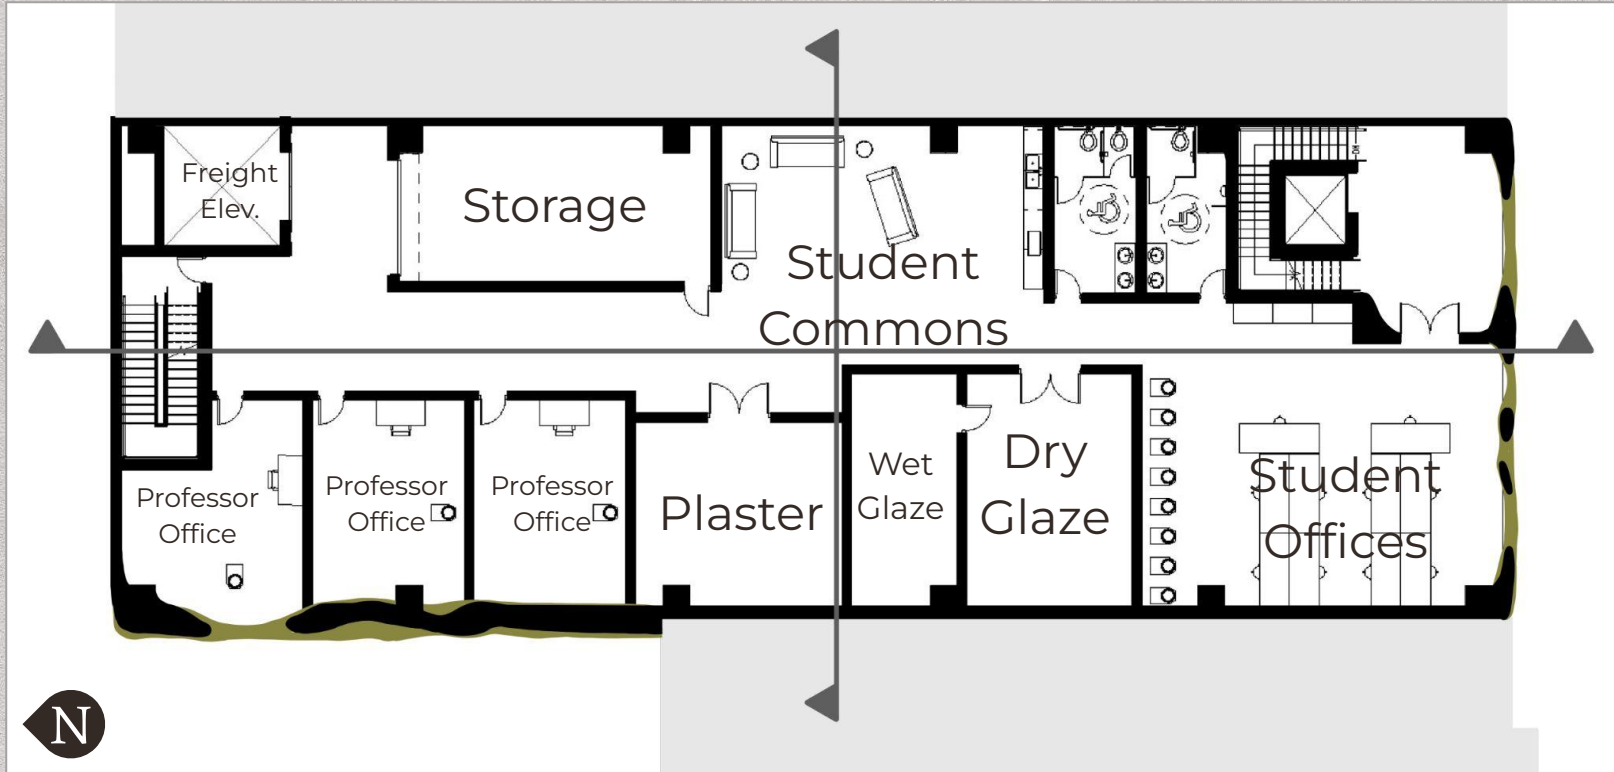 Freight
Elev.
Storage
Student
Commons
Professor
Office
Professor
Office
Professor
Office
Plaster
Wet
Glaze
Dry
Glaze
Student
Offices
N